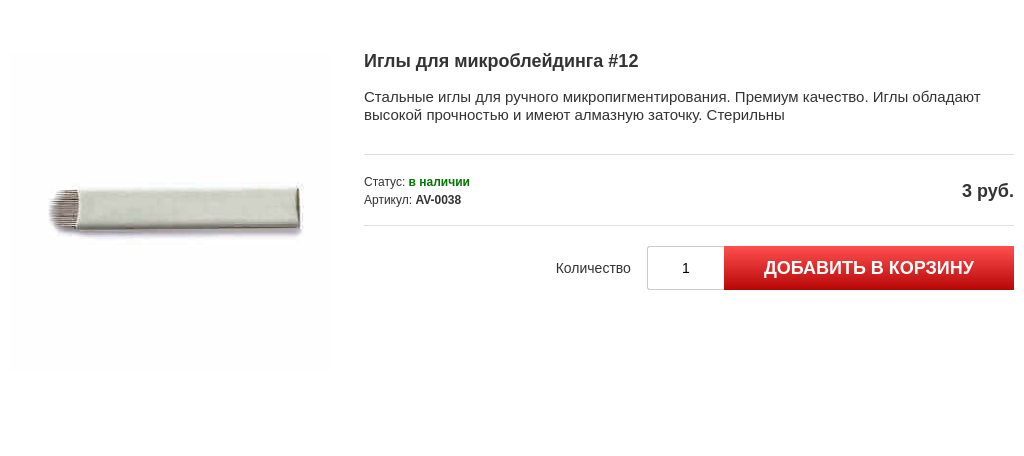 Иглы для микроблейдинга #12
Стальные иглы для ручного микропигментирования. Премиум качество. Иглы обладают
высокой прочностью и имеют алмазную заточку. Стерильны
Статус: в наличии
Артикул: AV-0038
3 руб.
Количество
1
ДОБАВИТЬ В КОРЗИНУ